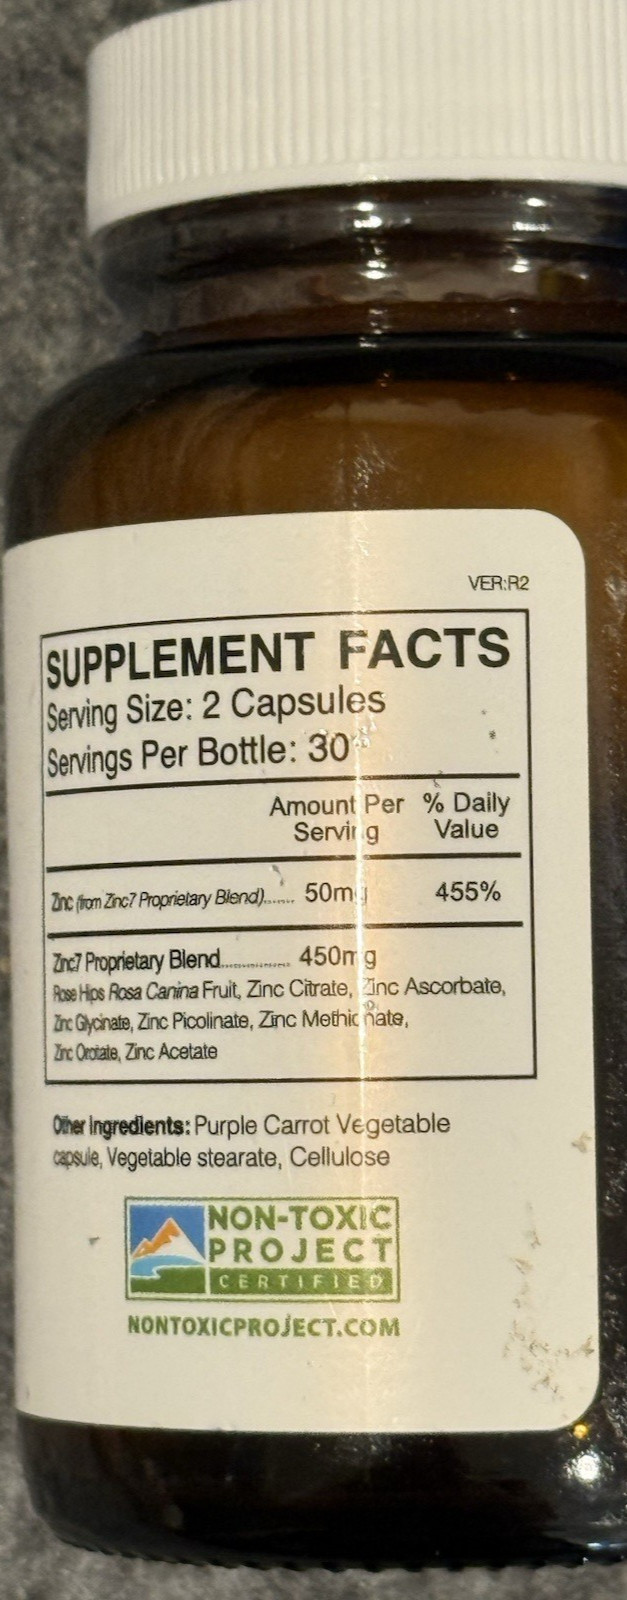 VER:R2
SUPPLEMENT FACTS
Serving Size: 2 Capsules
Servings Per Bottle: 30
Amount Per % Daily
Serving Value
Zinc (from Zinc7 Proprietary Blend)....... 50mg 455%
Zinc7 Proprietary Blend................ 450mg
Rose Hips Rosa Canina Fruit, Zinc Citrate, Zinc Ascorbate,
Zinc Glycinate, Zinc Picolinate, Zinc Methionate,
Zinc Orotate, Zinc Acetate
Other Ingredients: Purple Carrot Vegetable
capsule, Vegetable stearate, Cellulose
NON-TOXIC
PROJECT
CERTIFIED
NONTOXICPROJECT.COM